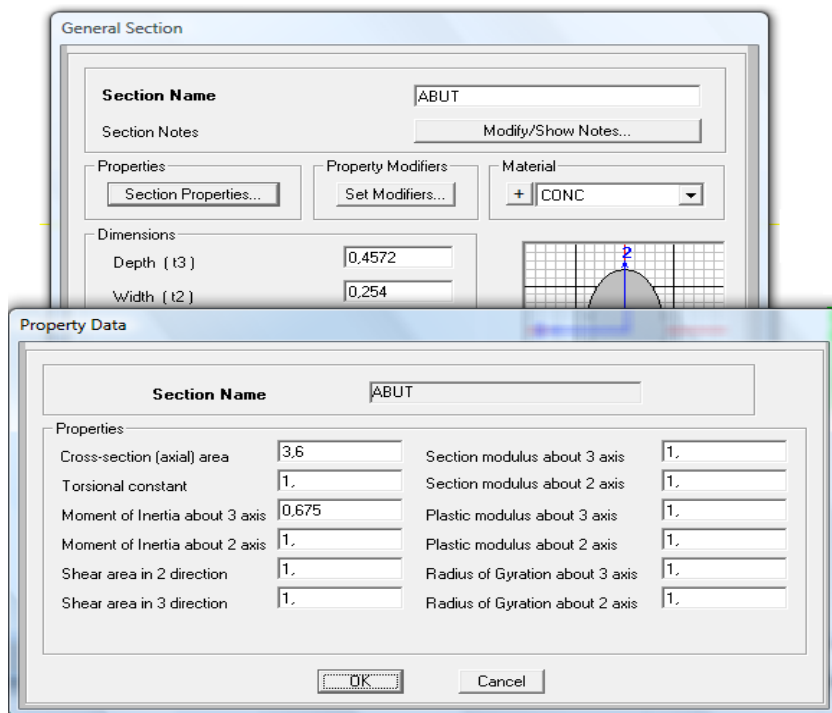 General Section
Section Name ABUT
Section Notes Modify/Show Notes...
Properties Property Modifiers Material
Section Properties... Set Modifiers... + CONC
Dimensions
Depth ( t3 ) 0,4572
Width ( t2 ) 0,254
2
Property Data
Section Name ABUT
Properties
Cross-section (axial) area 3,6 Section modulus about 3 axis 1,
Torsional constant 1, Section modulus about 2 axis 1,
Moment of Inertia about 3 axis 0,675 Plastic modulus about 3 axis 1,
Moment of Inertia about 2 axis 1, Plastic modulus about 2 axis 1,
Shear area in 2 direction 1, Radius of Gyration about 3 axis 1,
Shear area in 3 direction 1, Radius of Gyration about 2 axis 1,
OK Cancel